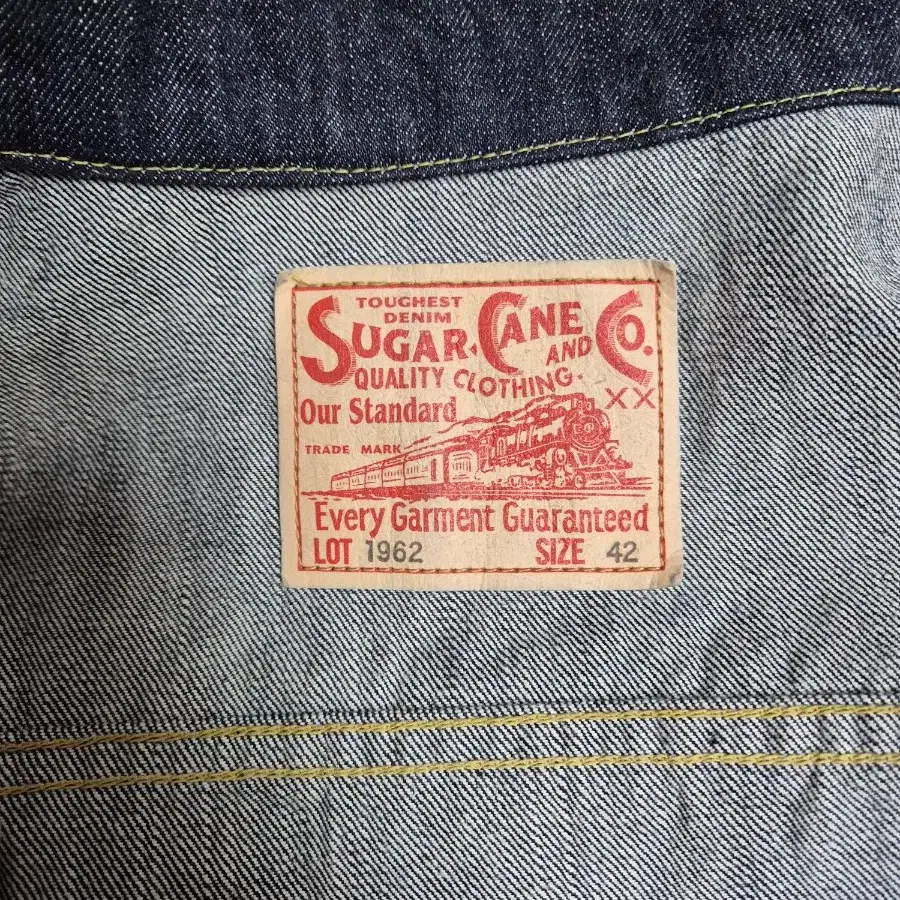 TOUGHEST
DENIM
SUGAR CANE AND CO.
QUALITY CLOTHING.
XX
Our Standard
TRADE MARK
Every Garment Guaranteed
LOT 1962 SIZE 42